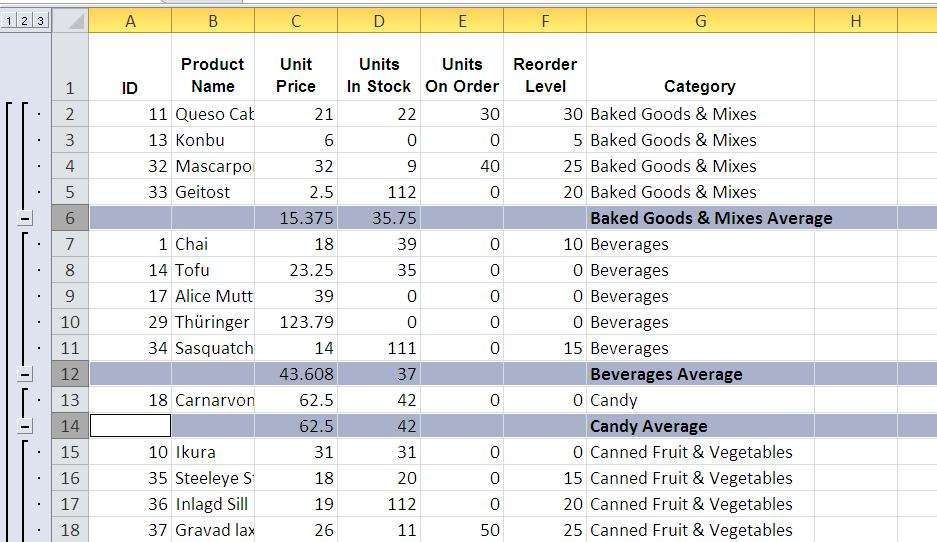 1 2 3 A B C D E F G H
1 ID Product Name Unit Price Units In Stock Units On Order Reorder Level Category
2 11 Queso Cab 21 22 30 30 Baked Goods & Mixes
3 13 Konbu 6 0 0 5 Baked Goods & Mixes
4 32 Mascarpo 32 9 40 25 Baked Goods & Mixes
5 33 Geitost 2.5 112 0 20 Baked Goods & Mixes
6 15.375 35.75 Baked Goods & Mixes Average
7 1 Chai 18 39 0 10 Beverages
8 14 Tofu 23.25 35 0 0 Beverages
9 17 Alice Mutt 39 0 0 0 Beverages
10 29 Thüringer 123.79 0 0 0 Beverages
11 34 Sasquatch 14 111 0 15 Beverages
12 43.608 37 Beverages Average
13 18 Carnarvon 62.5 42 0 0 Candy
14 62.5 42 Candy Average
15 10 Ikura 31 31 0 0 Canned Fruit & Vegetables
16 35 Steeleye S 18 20 0 15 Canned Fruit & Vegetables
17 36 Inlagd Sill 19 112 0 20 Canned Fruit & Vegetables
18 37 Gravad lax 26 11 50 25 Canned Fruit & Vegetables